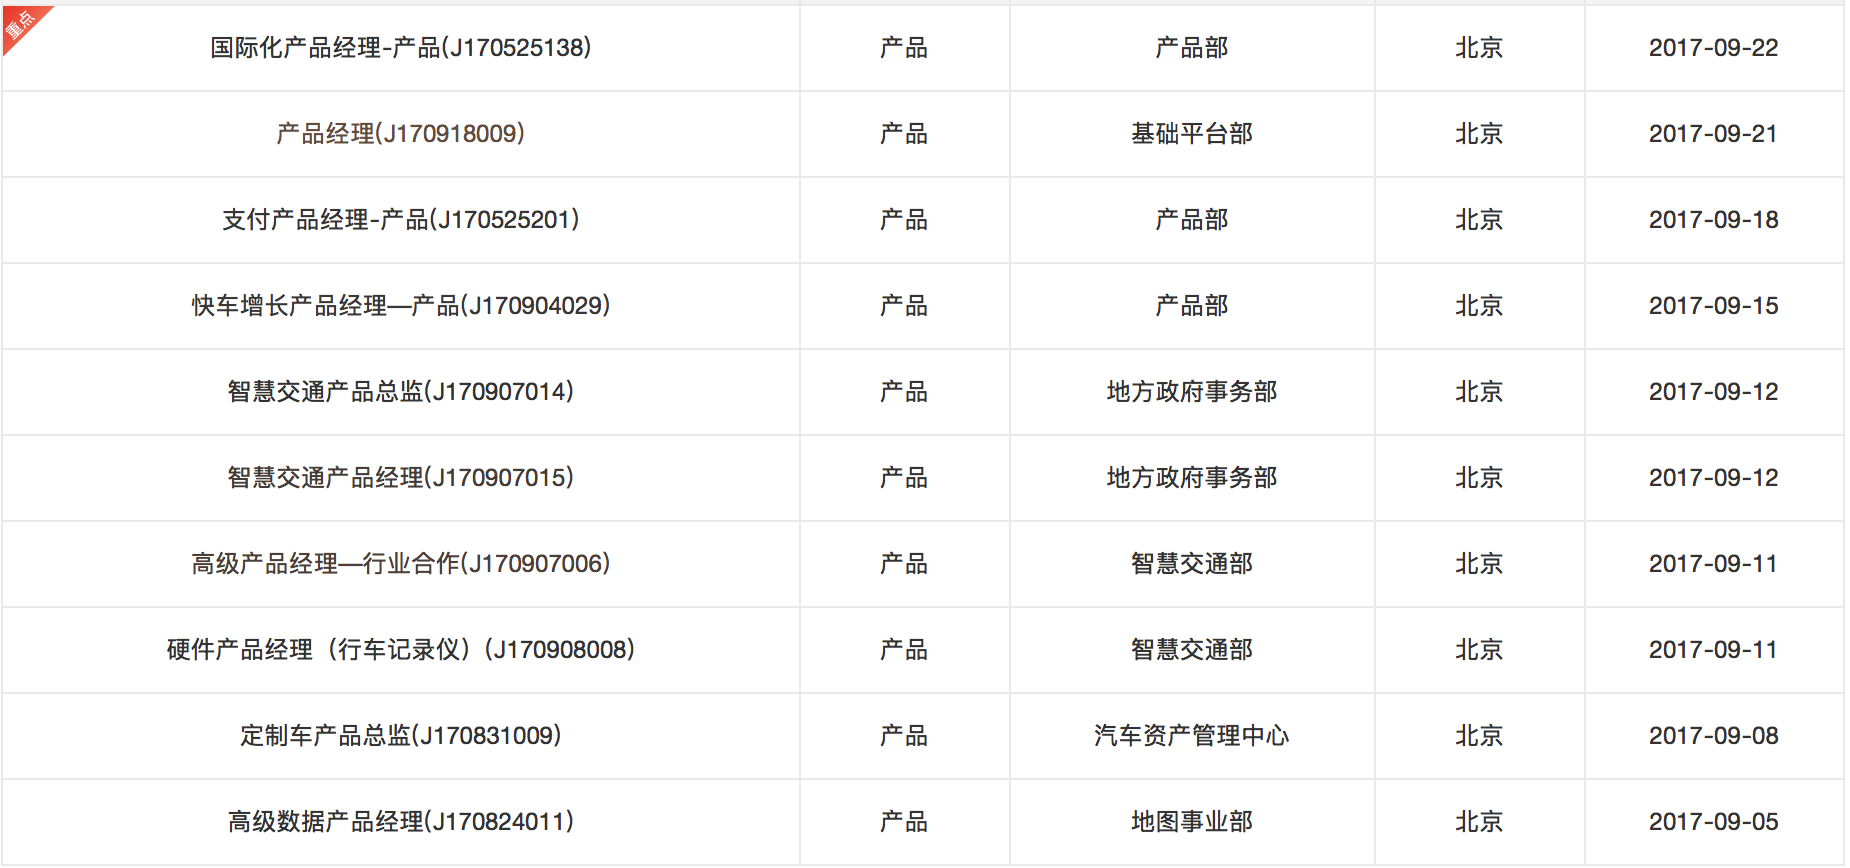 重点
国际化产品经理-产品(J170525138) 产品 产品部 北京 2017-09-22
产品经理(J170918009) 产品 基础平台部 北京 2017-09-21
支付产品经理-产品(J170525201) 产品 产品部 北京 2017-09-18
快车增长产品经理—产品(J170904029) 产品 产品部 北京 2017-09-15
智慧交通产品总监(J170907014) 产品 地方政府事务部 北京 2017-09-12
智慧交通产品经理(J170907015) 产品 地方政府事务部 北京 2017-09-12
高级产品经理—行业合作(J170907006) 产品 智慧交通部 北京 2017-09-11
硬件产品经理（行车记录仪）(J170908008) 产品 智慧交通部 北京 2017-09-11
定制车产品总监(J170831009) 产品 汽车资产管理中心 北京 2017-09-08
高级数据产品经理(J170824011) 产品 地图事业部 北京 2017-09-05